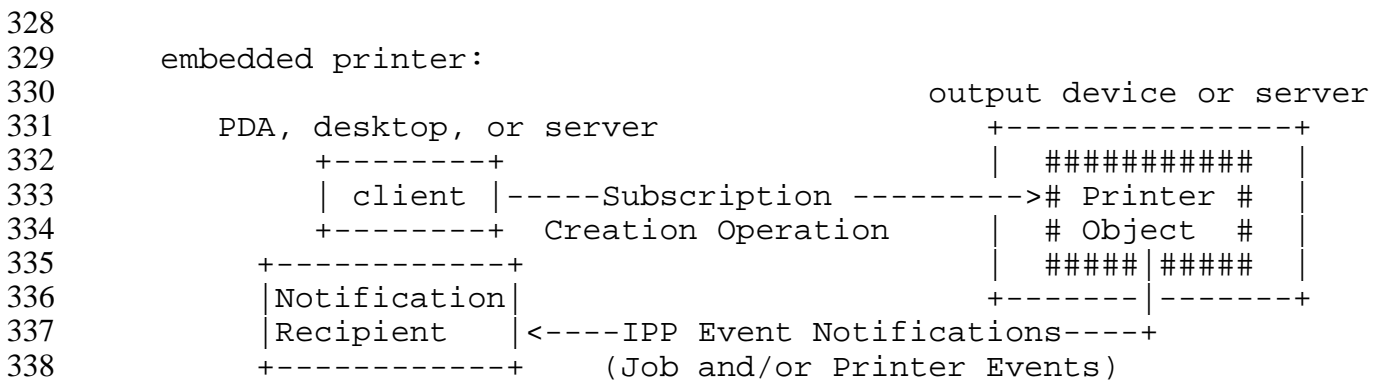 328
329 embedded printer:
330 output device or server
331 PDA, desktop, or server +---------------+
332 +--------+ | ########### |
333 | client |-----Subscription ---------># Printer # |
334 +--------+ Creation Operation | # Object # |
335 +------------+ | #####|##### |
336 |Notification| +-------|-------+
337 |Recipient |<----IPP Event Notifications----+
338 +------------+ (Job and/or Printer Events)